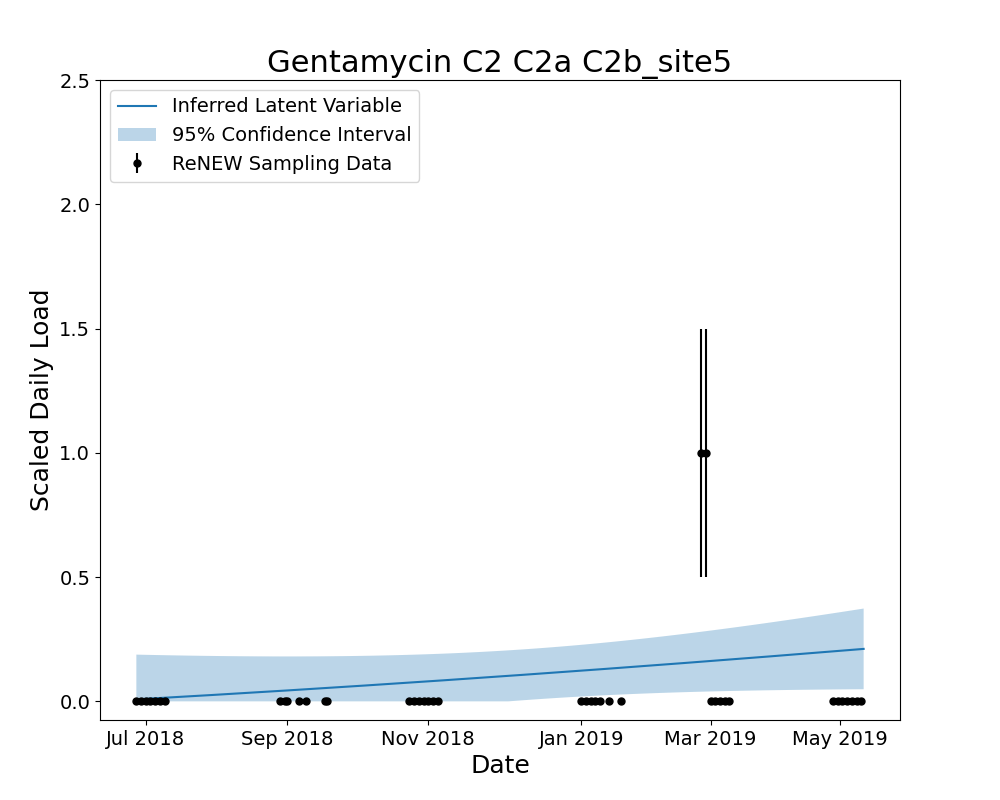 Gentamycin C2 C2a C2b_site5
Inferred Latent Variable
95% Confidence Interval
ReNEW Sampling Data
Scaled Daily Load
2.5
2.0
1.5
1.0
0.5
0.0
Jul 2018 Sep 2018 Nov 2018 Jan 2019 Mar 2019 May 2019
Date